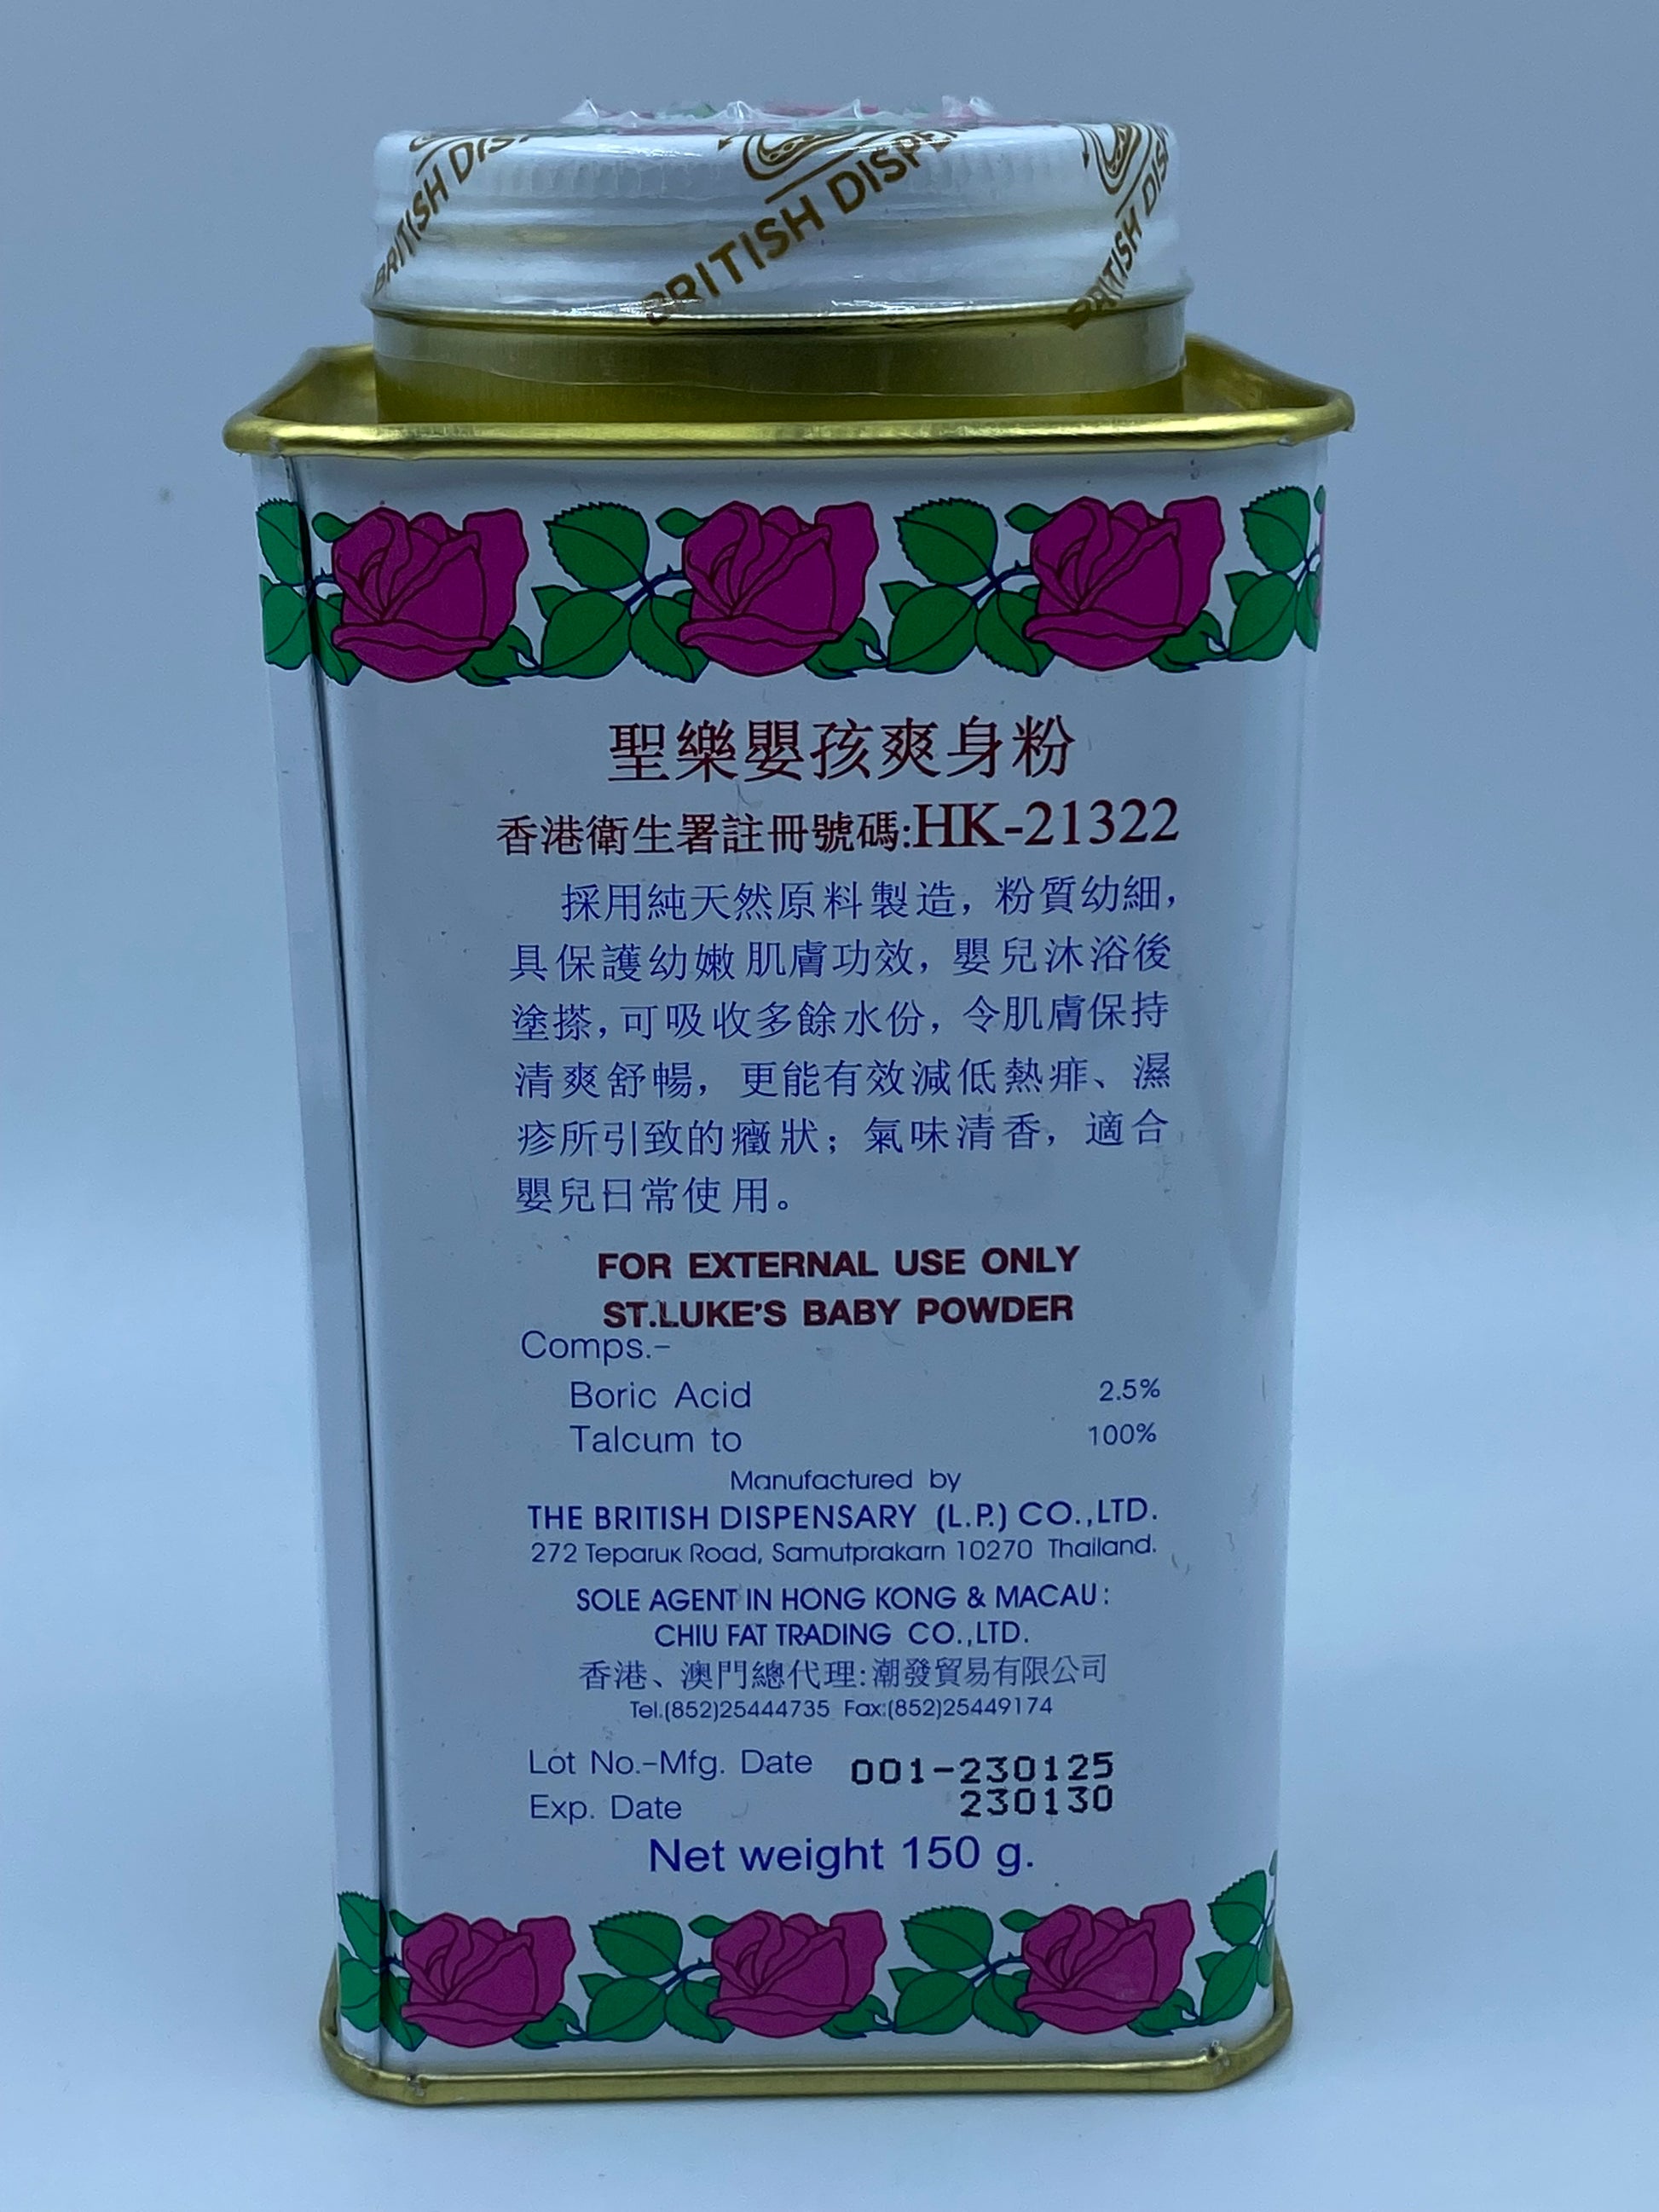 BRITISH DIS
BRITISH DISPE
BRITISH DIS
聖樂嬰孩爽身粉
香港衛生署註冊號碼:HK-21322
採用純天然原料製造，粉質幼細，
具保護幼嫩肌膚功效，嬰兒沐浴後
塗搽，可吸收多餘水份，令肌膚保持
清爽舒暢，更能有效減低熱痱、濕
疹所引致的癥狀；氣味清香，適合
嬰兒日常使用。
FOR EXTERNAL USE ONLY
ST.LUKE'S BABY POWDER
Comps.-
Boric Acid 2.5%
Talcum to 100%
Manufactured by
THE BRITISH DISPENSARY (L.P.) CO.,LTD.
272 Teparuk Road, Samutprakarn 10270 Thailand.
SOLE AGENT IN HONG KONG & MACAU:
CHIU FAT TRADING CO.,LTD.
香港、澳門總代理:潮發貿易有限公司
Tel.(852)25444735 Fax:(852)25449174
Lot No.-Mfg. Date 001-230125
Exp. Date 230130
Net weight 150 g.